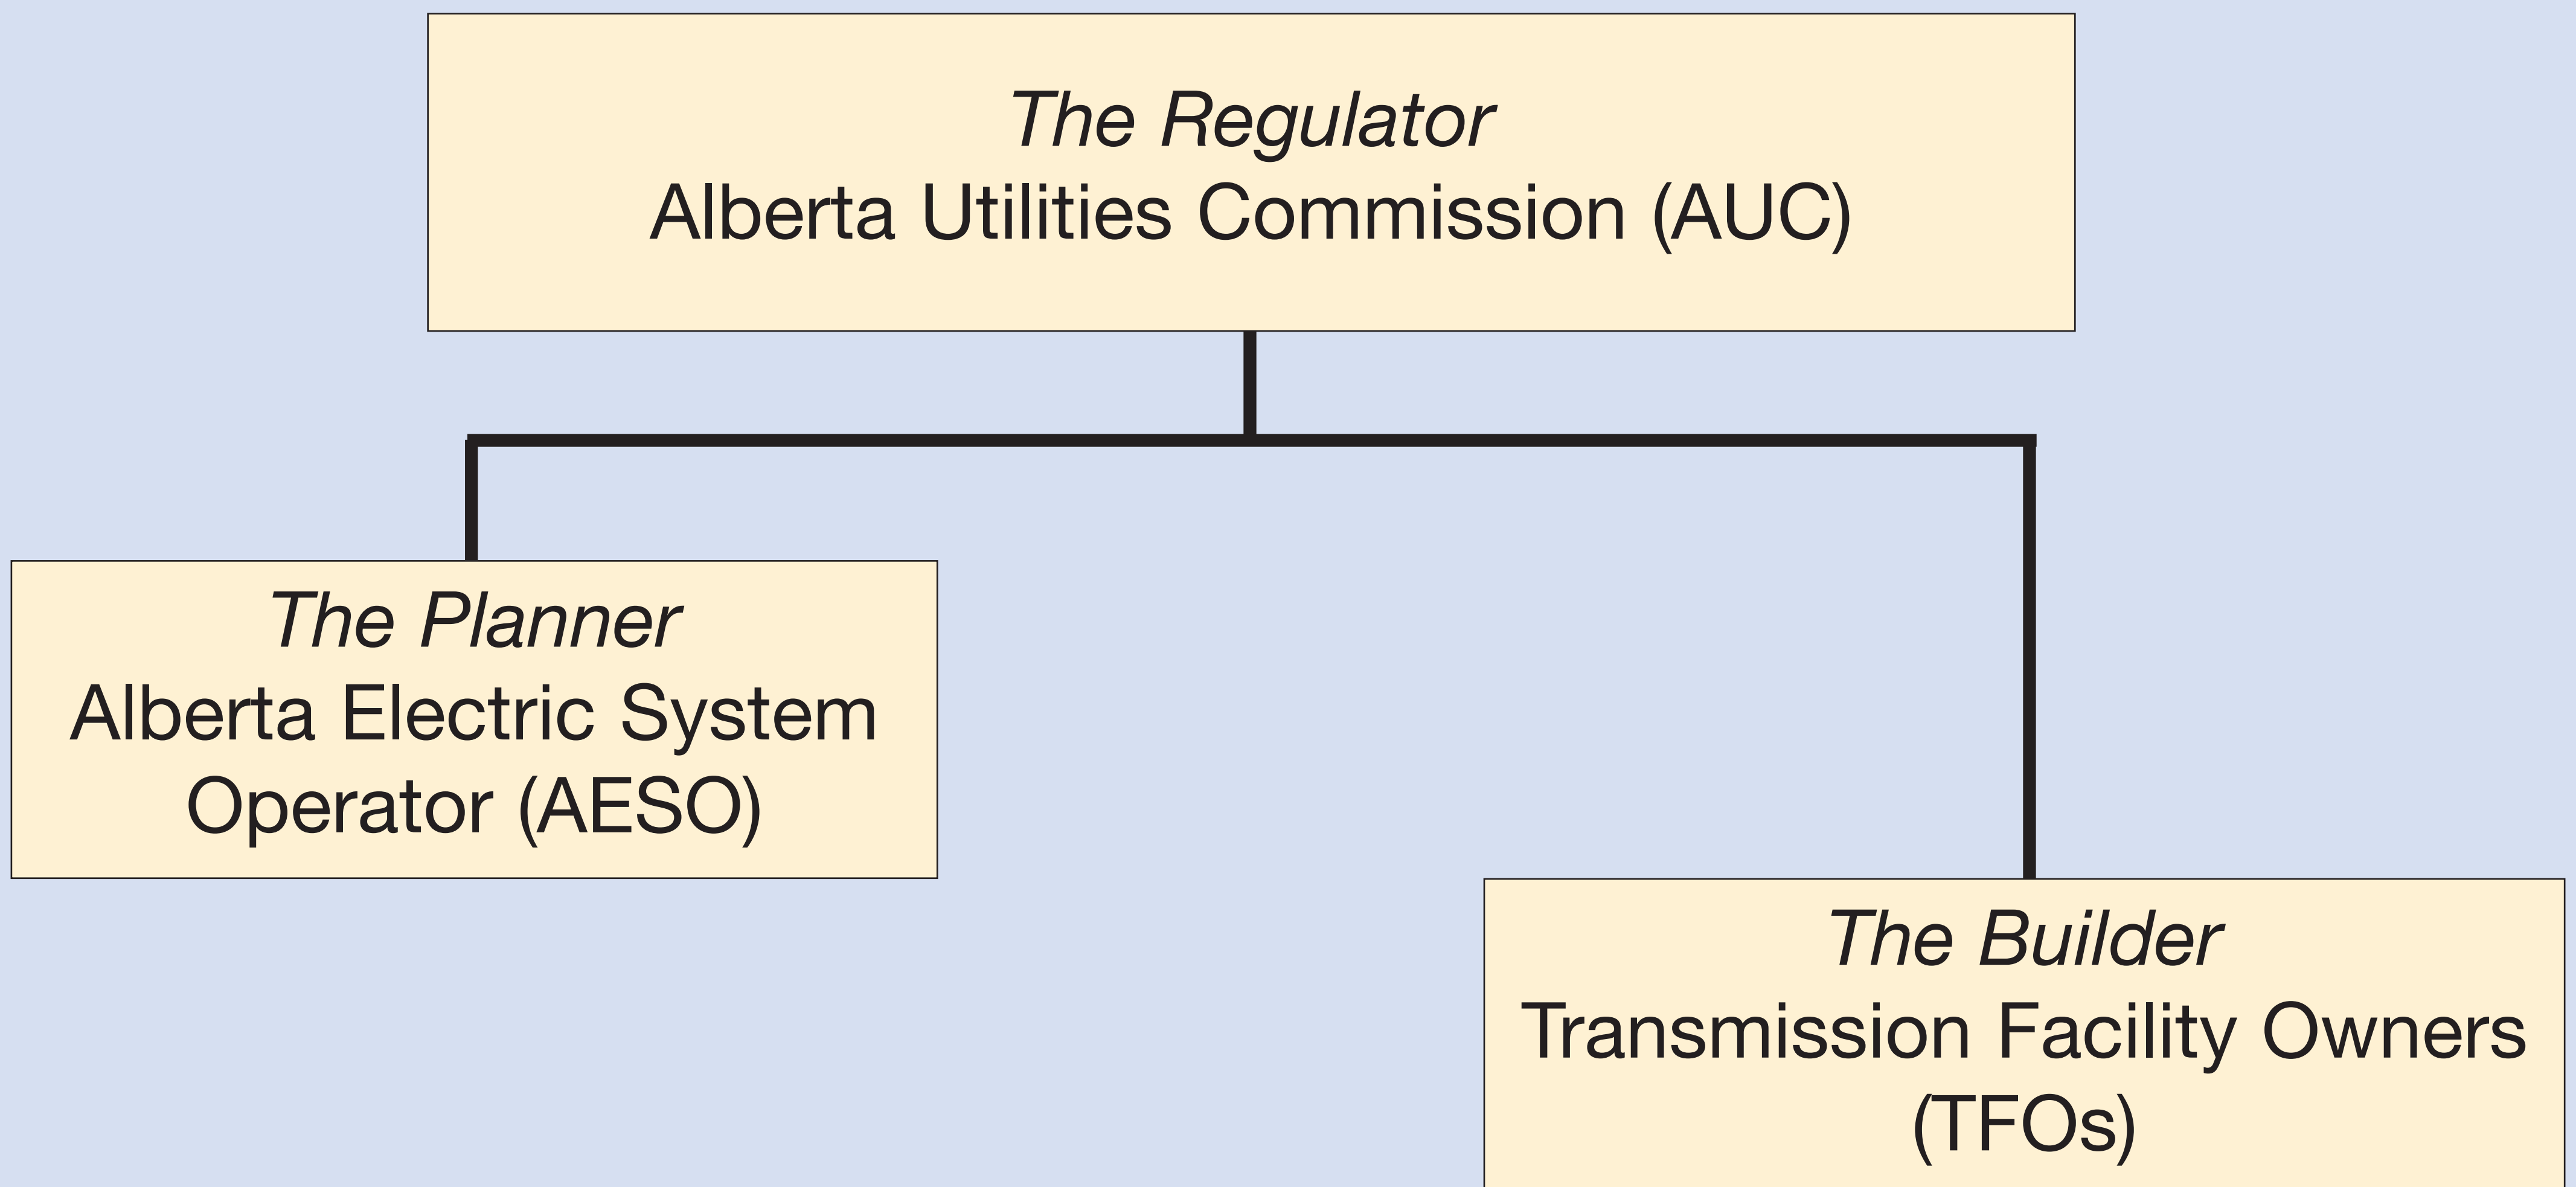 The Regulator
Alberta Utilities Commission (AUC)
The Planner
Alberta Electric System
Operator (AESO)
The Builder
Transmission Facility Owners
(TFOs)